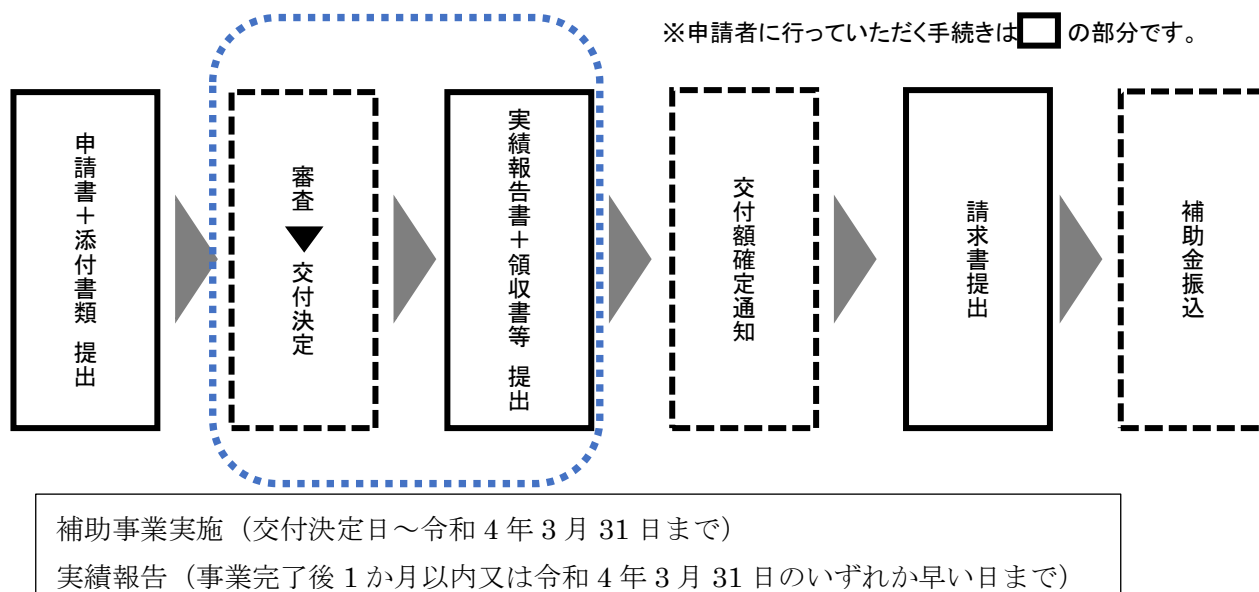 ※申請者に行っていただく手続きは の部分です。
申請書＋添付書類 提出
審査
交付決定
実績報告書＋領収書等 提出
交付額確定通知
請求書提出
補助金振込
補助事業実施（交付決定日～令和 4 年 3 月 31 日まで）
実績報告（事業完了後 1 か月以内又は令和 4 年 3 月 31 日のいずれか早い日まで）